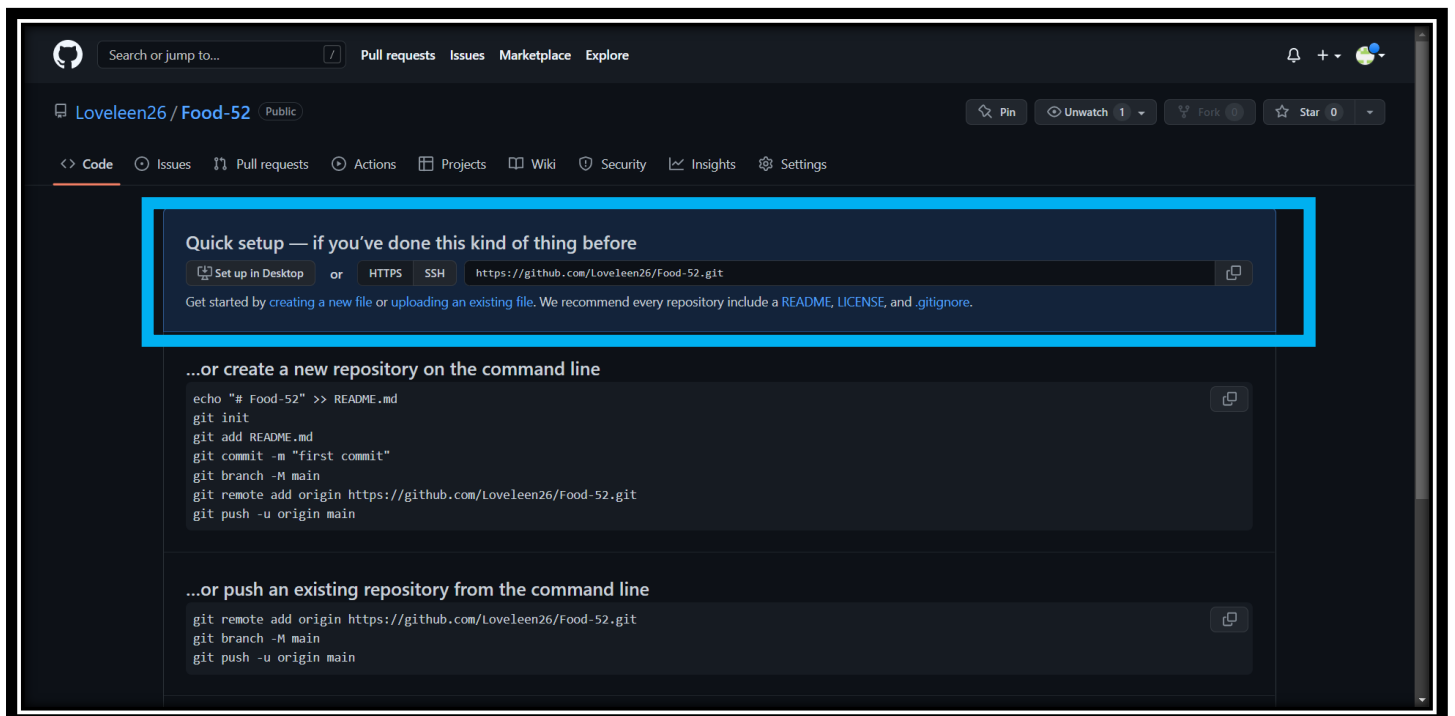 Search or jump to... / Pull requests Issues Marketplace Explore
Loveleen26 / Food-52 Public Pin Unwatch 1 Fork 0 Star 0
<> Code Issues Pull requests Actions Projects Wiki Security Insights Settings
Quick setup — if you've done this kind of thing before
Set up in Desktop or HTTPS SSH https://github.com/Loveleen26/Food-52.git
Get started by creating a new file or uploading an existing file. We recommend every repository include a README, LICENSE, and .gitignore.
...or create a new repository on the command line
echo "# Food-52" >> README.md
git init
git add README.md
git commit -m "first commit"
git branch -M main
git remote add origin https://github.com/Loveleen26/Food-52.git
git push -u origin main
...or push an existing repository from the command line
git remote add origin https://github.com/Loveleen26/Food-52.git
git branch -M main
git push -u origin main